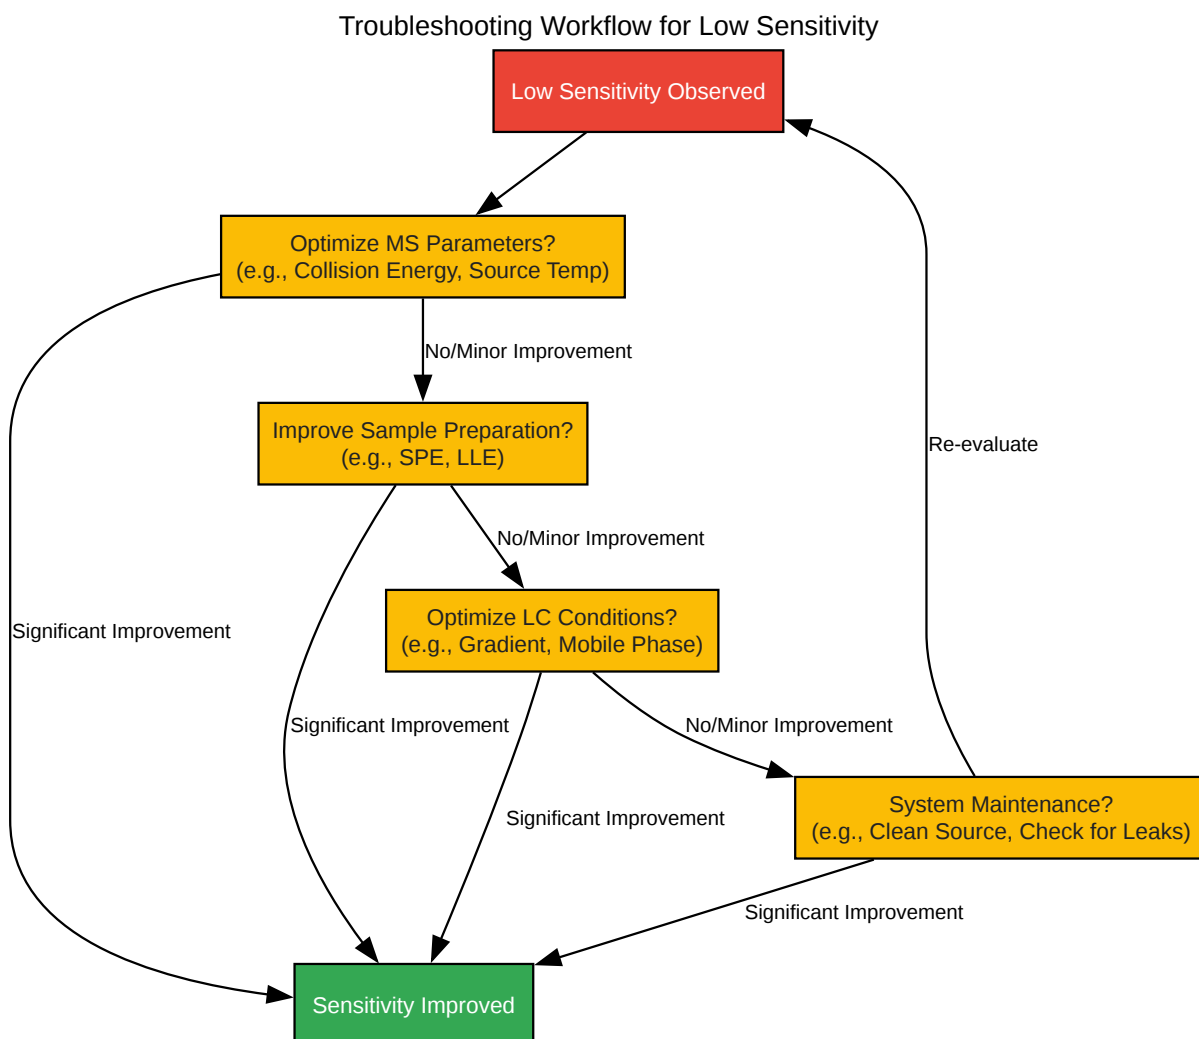 Troubleshooting Workflow for Low Sensitivity
Low Sensitivity Observed
Optimize MS Parameters?
(e.g., Collision Energy, Source Temp)
No/Minor Improvement
Improve Sample Preparation?
(e.g., SPE, LLE)
Re-evaluate
No/Minor Improvement
Optimize LC Conditions?
(e.g., Gradient, Mobile Phase)
Significant Improvement
Significant Improvement
No/Minor Improvement
System Maintenance?
(e.g., Clean Source, Check for Leaks)
Significant Improvement
Significant Improvement
Sensitivity Improved